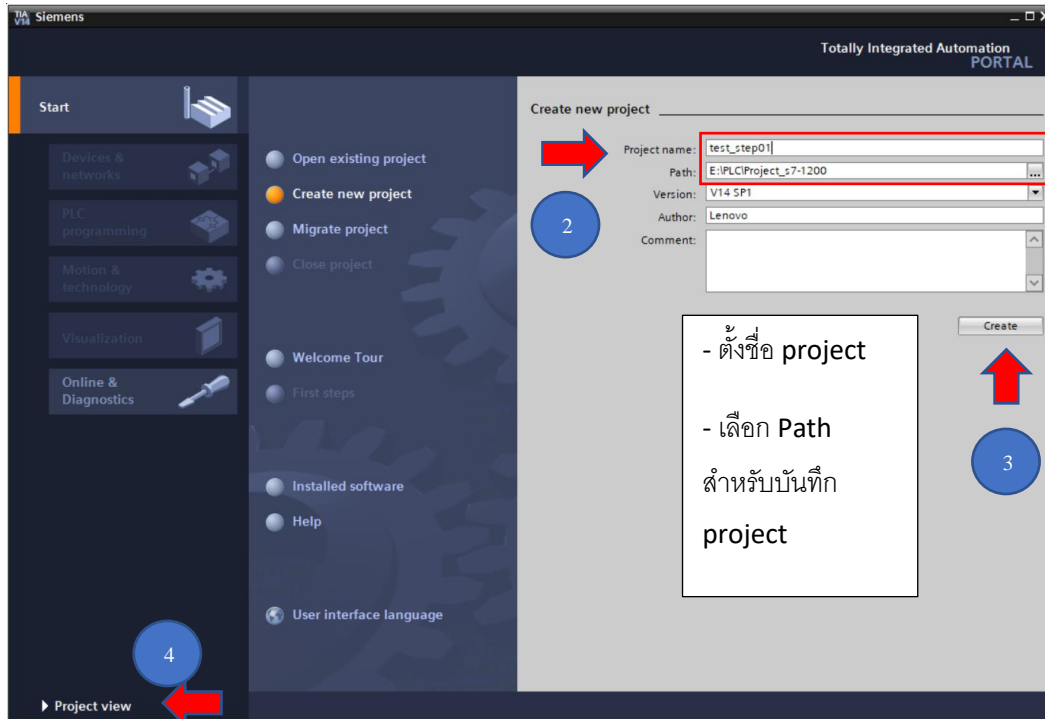 TIA
V14 Siemens
Totally Integrated Automation
PORTAL
Start
Devices &
networks
PLC
programming
Motion &
technology
Visualization
Online &
Diagnostics
Open existing project
Create new project
Migrate project
Close project
Welcome Tour
First steps
Installed software
Help
User interface language
Create new project
Project name: test_step01
Path: E:\PLC\Project_s7-1200 ...
Version: V14 SP1
Author: Lenovo
Comment:
2
Create
- ตั้งชื่อ project
- เลือก Path
สำหรับบันทึก
project
3
4
Project view